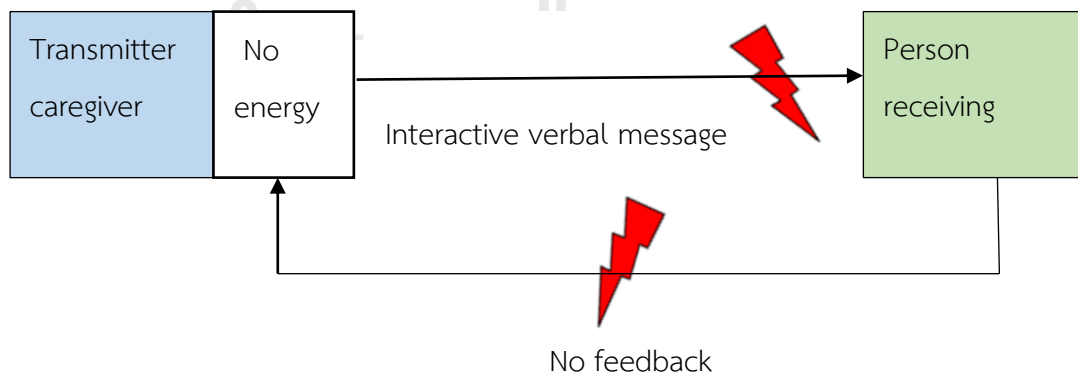 Transmitter
caregiver
No
energy
Interactive verbal message
Person
receiving
No feedback